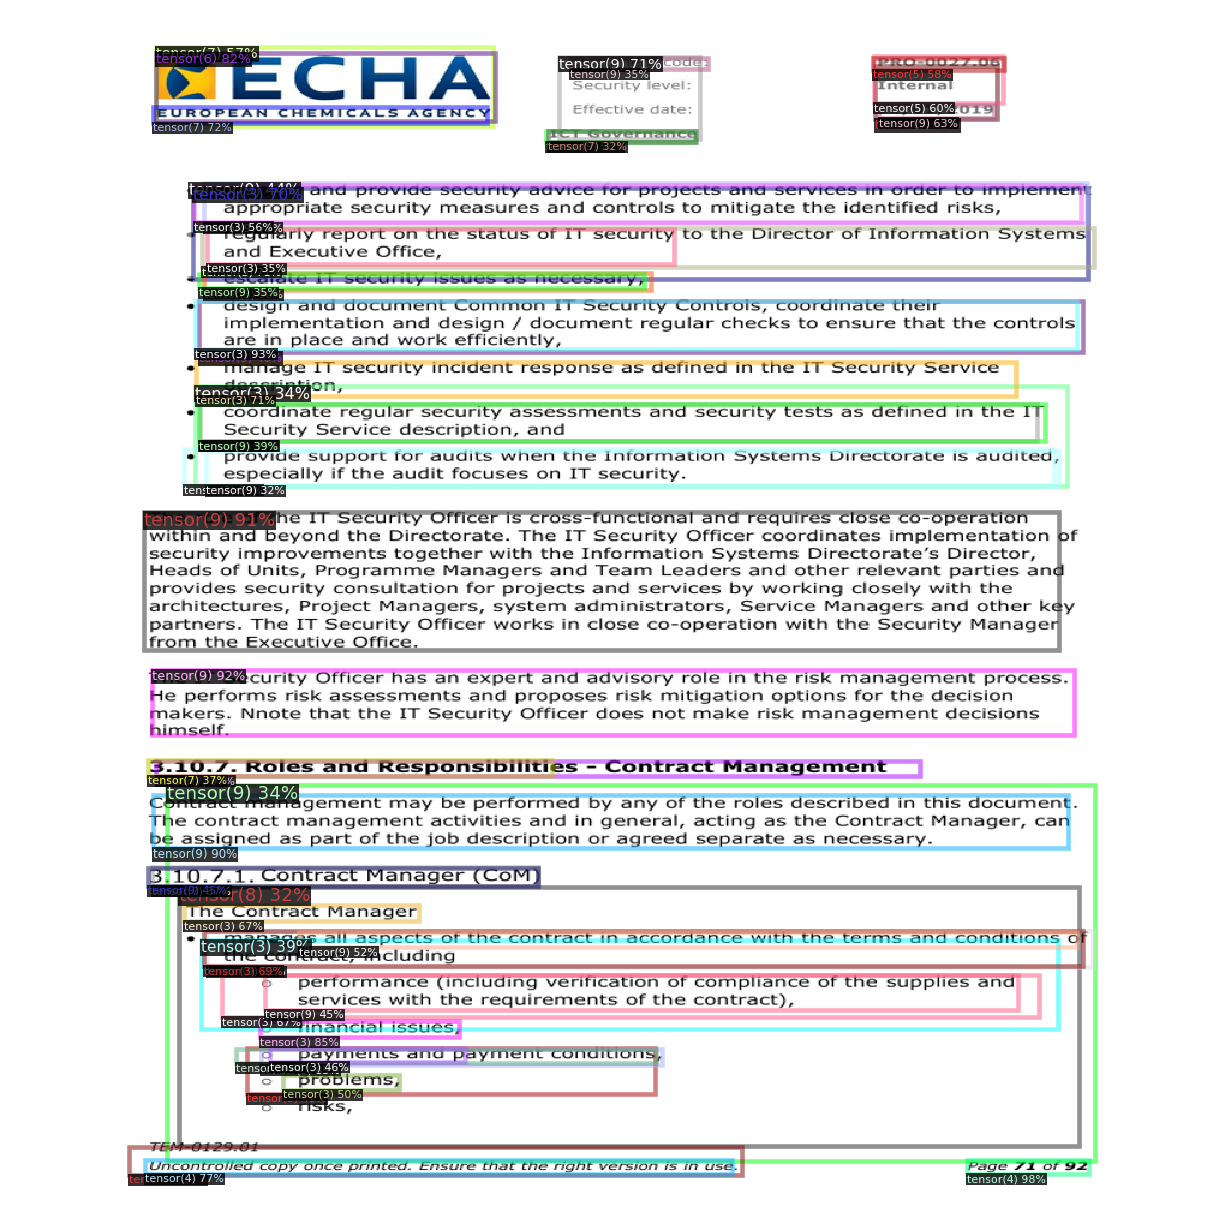 ECHA
EUROPEAN CHEMICALS AGENCY
tensor(7) 57%
tensor(6) 82%
tensor(7) 72%
tensor(9) 71% code:
tensor(9) 35%
Security level:
Effective date:
ICT Governance
tensor(7) 32%
PRO-0027.06
tensor(5) 58%
Internal
tensor(5) 60% 2019
tensor(9) 63%
tensor(9) 44%
tensor(3) 70%
and provide security advice for projects and services in order to implement
appropriate security measures and controls to mitigate the identified risks,
tensor(3) 56%
• regularly report on the status of IT security to the Director of Information Systems
and Executive Office,
tensor(3) 35%
• escalate IT security issues as necessary,
tensor(9) 35%
• design and document Common IT Security Controls, coordinate their
implementation and design / document regular checks to ensure that the controls
are in place and work efficiently,
tensor(3) 93%
• manage IT security incident response as defined in the IT Security Service
description,
tensor(3) 34%
tensor(3) 71%
• coordinate regular security assessments and security tests as defined in the IT
Security Service description, and
tensor(9) 39%
• provide support for audits when the Information Systems Directorate is audited,
especially if the audit focuses on IT security.
tensor(9) 32%
tensor(9) 91%
the IT Security Officer is cross-functional and requires close co-operation
within and beyond the Directorate. The IT Security Officer coordinates implementation of
security improvements together with the Information Systems Directorate's Director,
Heads of Units, Programme Managers and Team Leaders and other relevant parties and
provides security consultation for projects and services by working closely with the
architectures, Project Managers, system administrators, Service Managers and other key
partners. The IT Security Officer works in close co-operation with the Security Manager
from the Executive Office.
tensor(9) 92%
Security Officer has an expert and advisory role in the risk management process.
He performs risk assessments and proposes risk mitigation options for the decision
makers. Nnote that the IT Security Officer does not make risk management decisions
himself.
3.10.7. Roles and Responsibilities - Contract Management
tensor(7) 37%
tensor(9) 34%
Contract management may be performed by any of the roles described in this document.
The contract management activities and in general, acting as the Contract Manager, can
be assigned as part of the job description or agreed separate as necessary.
tensor(9) 90%
3.10.7.1. Contract Manager (CoM)
tensor(9) 45%
tensor(8) 32%
The Contract Manager
tensor(3) 67%
• manages all aspects of the contract in accordance with the terms and conditions of
tensor(3) 39%
tensor(9) 52%
the contract, including
tensor(3) 69%
○ performance (including verification of compliance of the supplies and
services with the requirements of the contract),
tensor(9) 45%
tensor(3) 67%
○ financial issues,
tensor(3) 85%
○ payments and payment conditions,
tensor(3) 46%
○ problems,
tensor(3) 50%
○ risks,
TEM-0129.01
Uncontrolled copy once printed. Ensure that the right version is in use.
Page 71 of 92
tensor(4) 77%
tensor(4) 98%